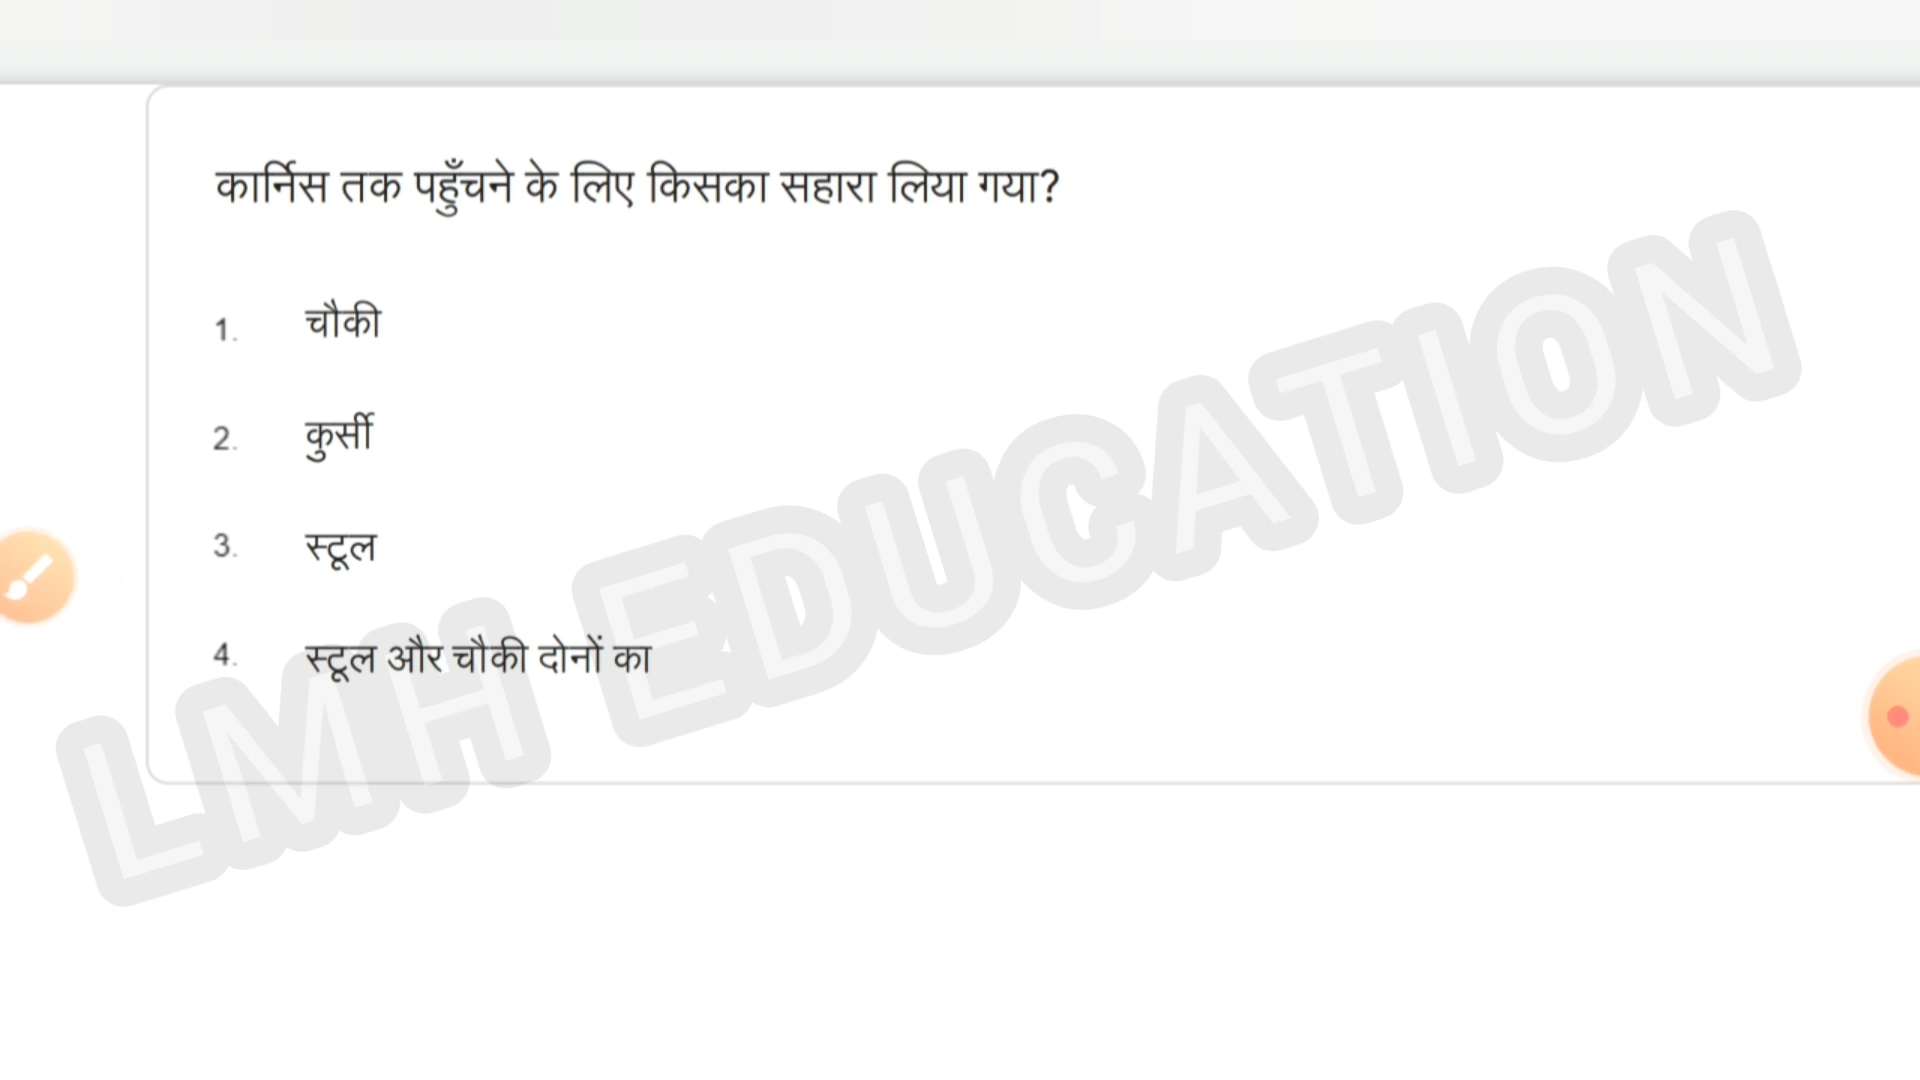 कार्निस तक पहुँचने के लिए किसका सहारा लिया गया?
1. चौकी
2. कुर्सी
3. स्टूल
4. स्टूल और चौकी दोनों का
LMH EDUCATION